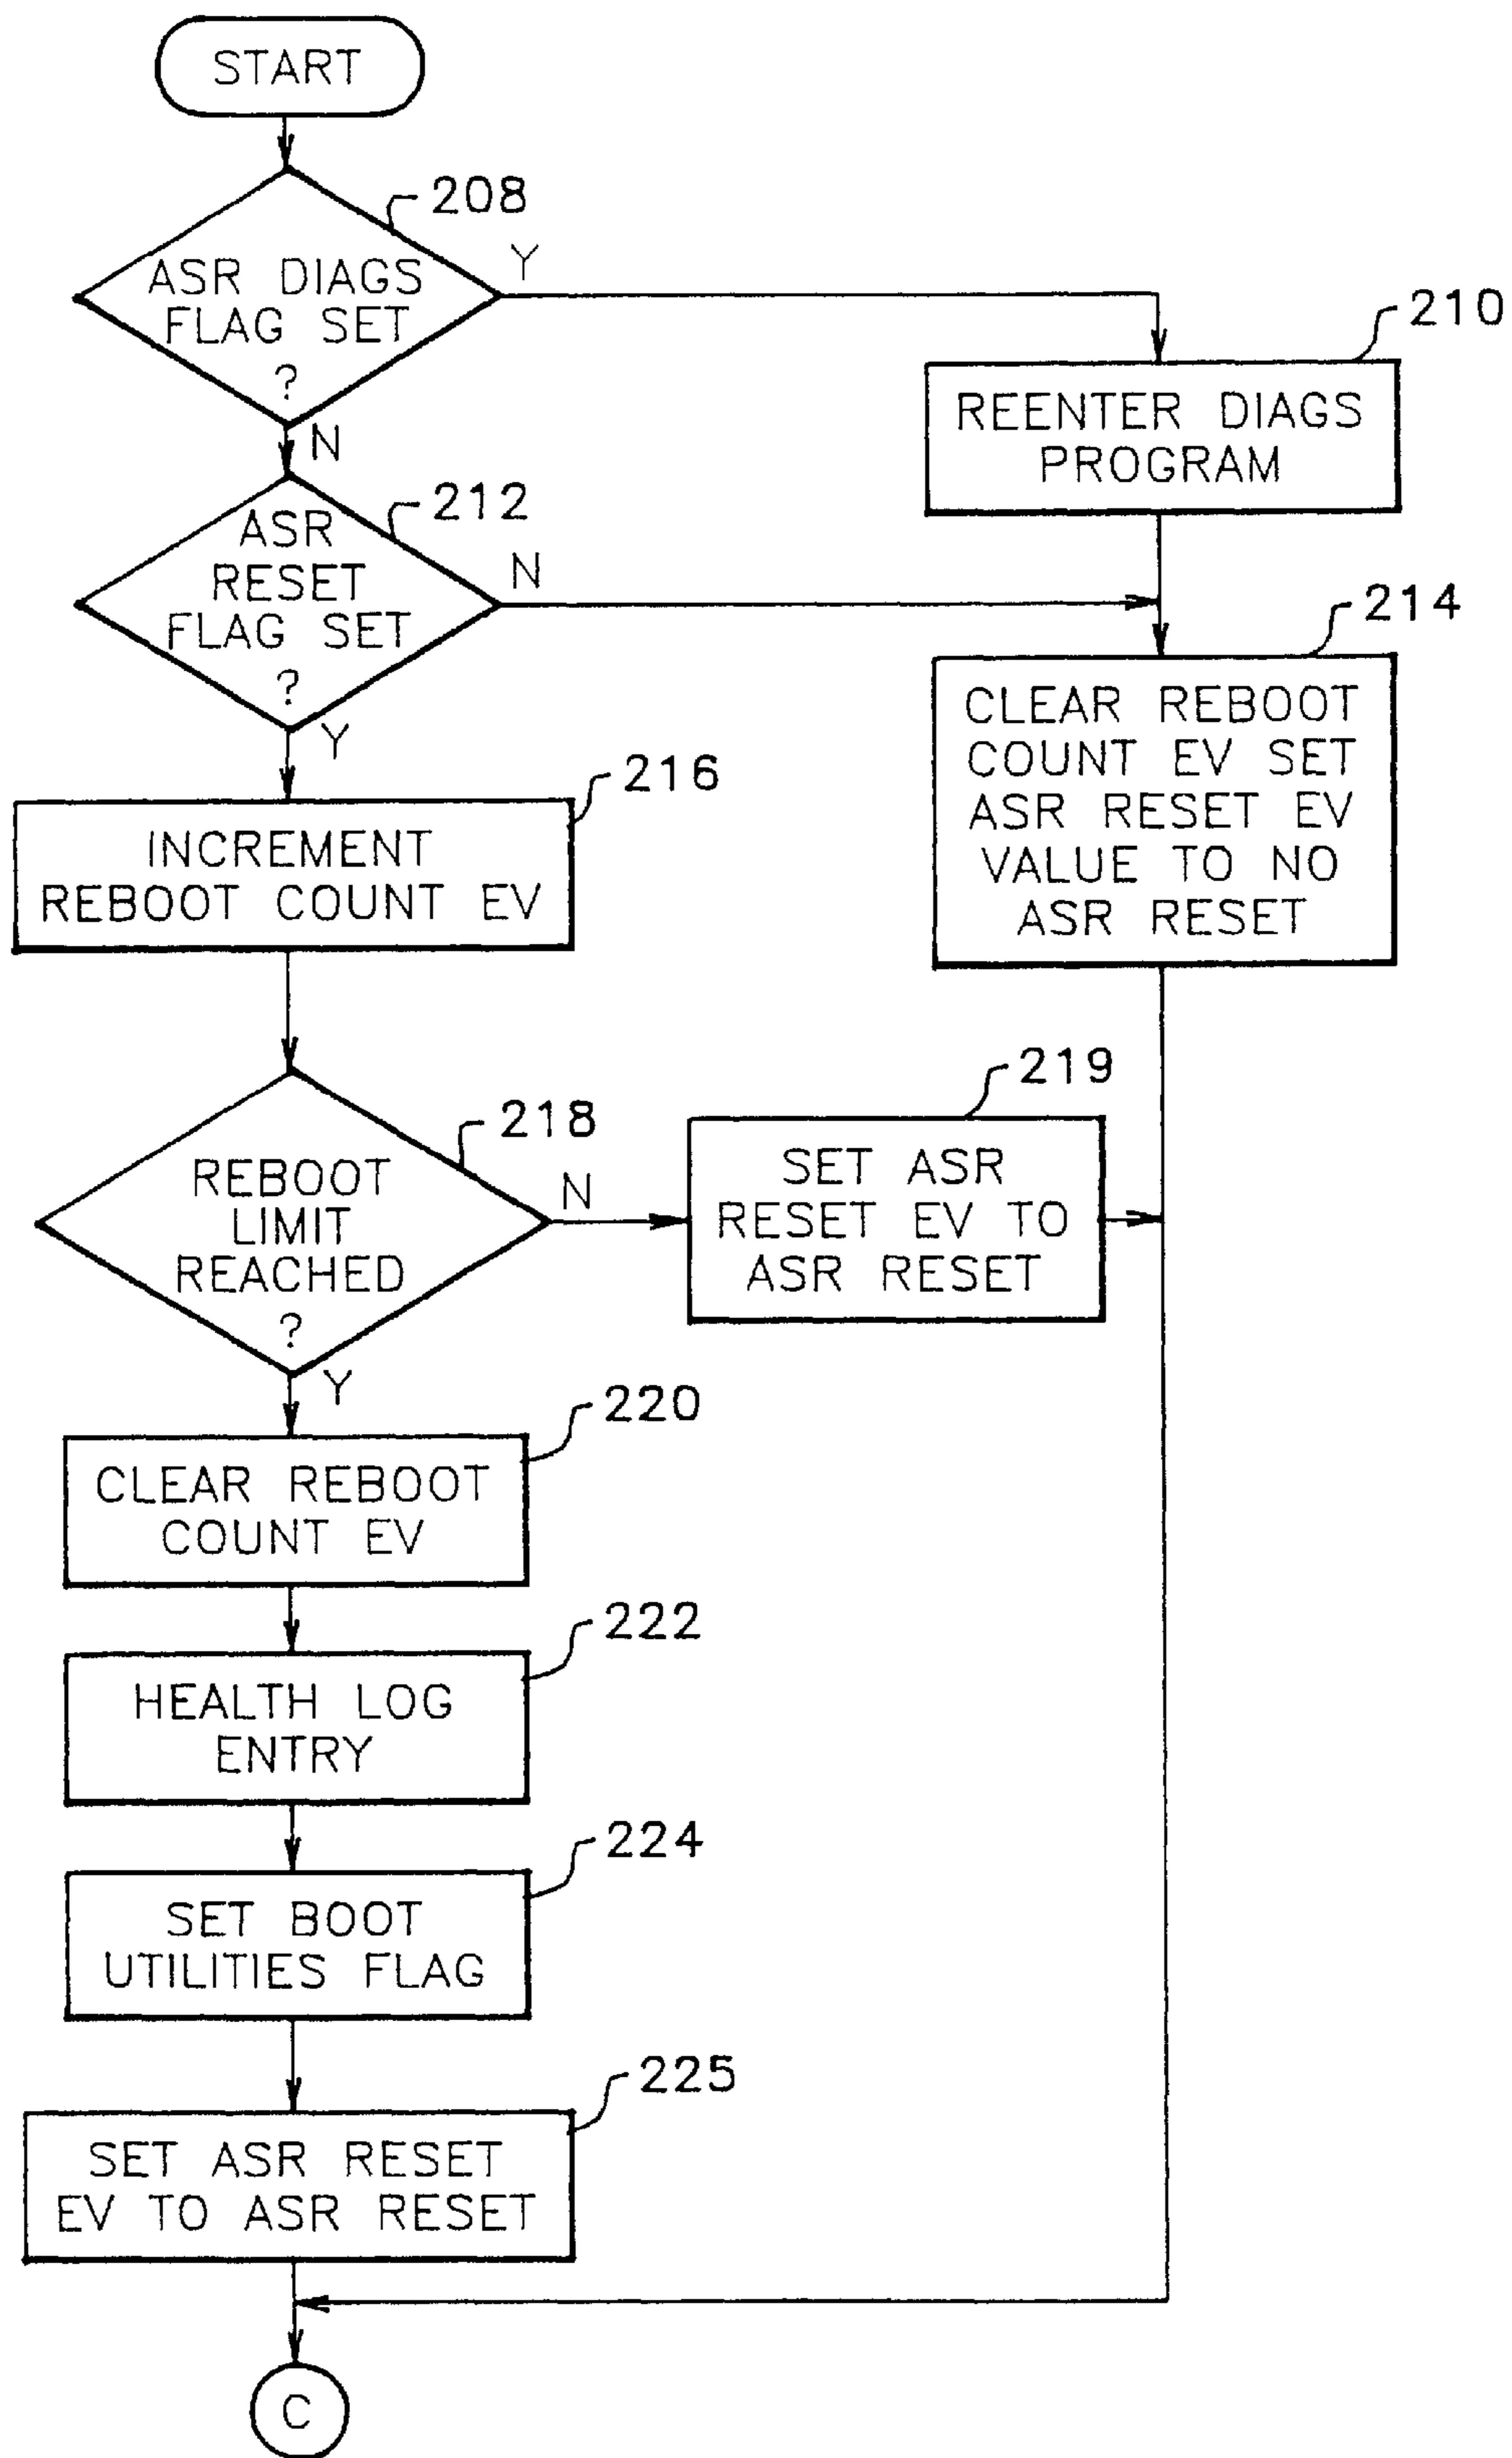 START
208
ASR DIAGS
FLAG SET
?
Y
N
210
REENTER DIAGS
PROGRAM
212
ASR
RESET
FLAG SET
?
N
Y
214
CLEAR REBOOT
COUNT EV SET
ASR RESET EV
VALUE TO NO
ASR RESET
216
INCREMENT
REBOOT COUNT EV
218
REBOOT
LIMIT
REACHED
?
N
Y
219
SET ASR
RESET EV TO
ASR RESET
220
CLEAR REBOOT
COUNT EV
222
HEALTH LOG
ENTRY
224
SET BOOT
UTILITIES FLAG
225
SET ASR RESET
EV TO ASR RESET
C